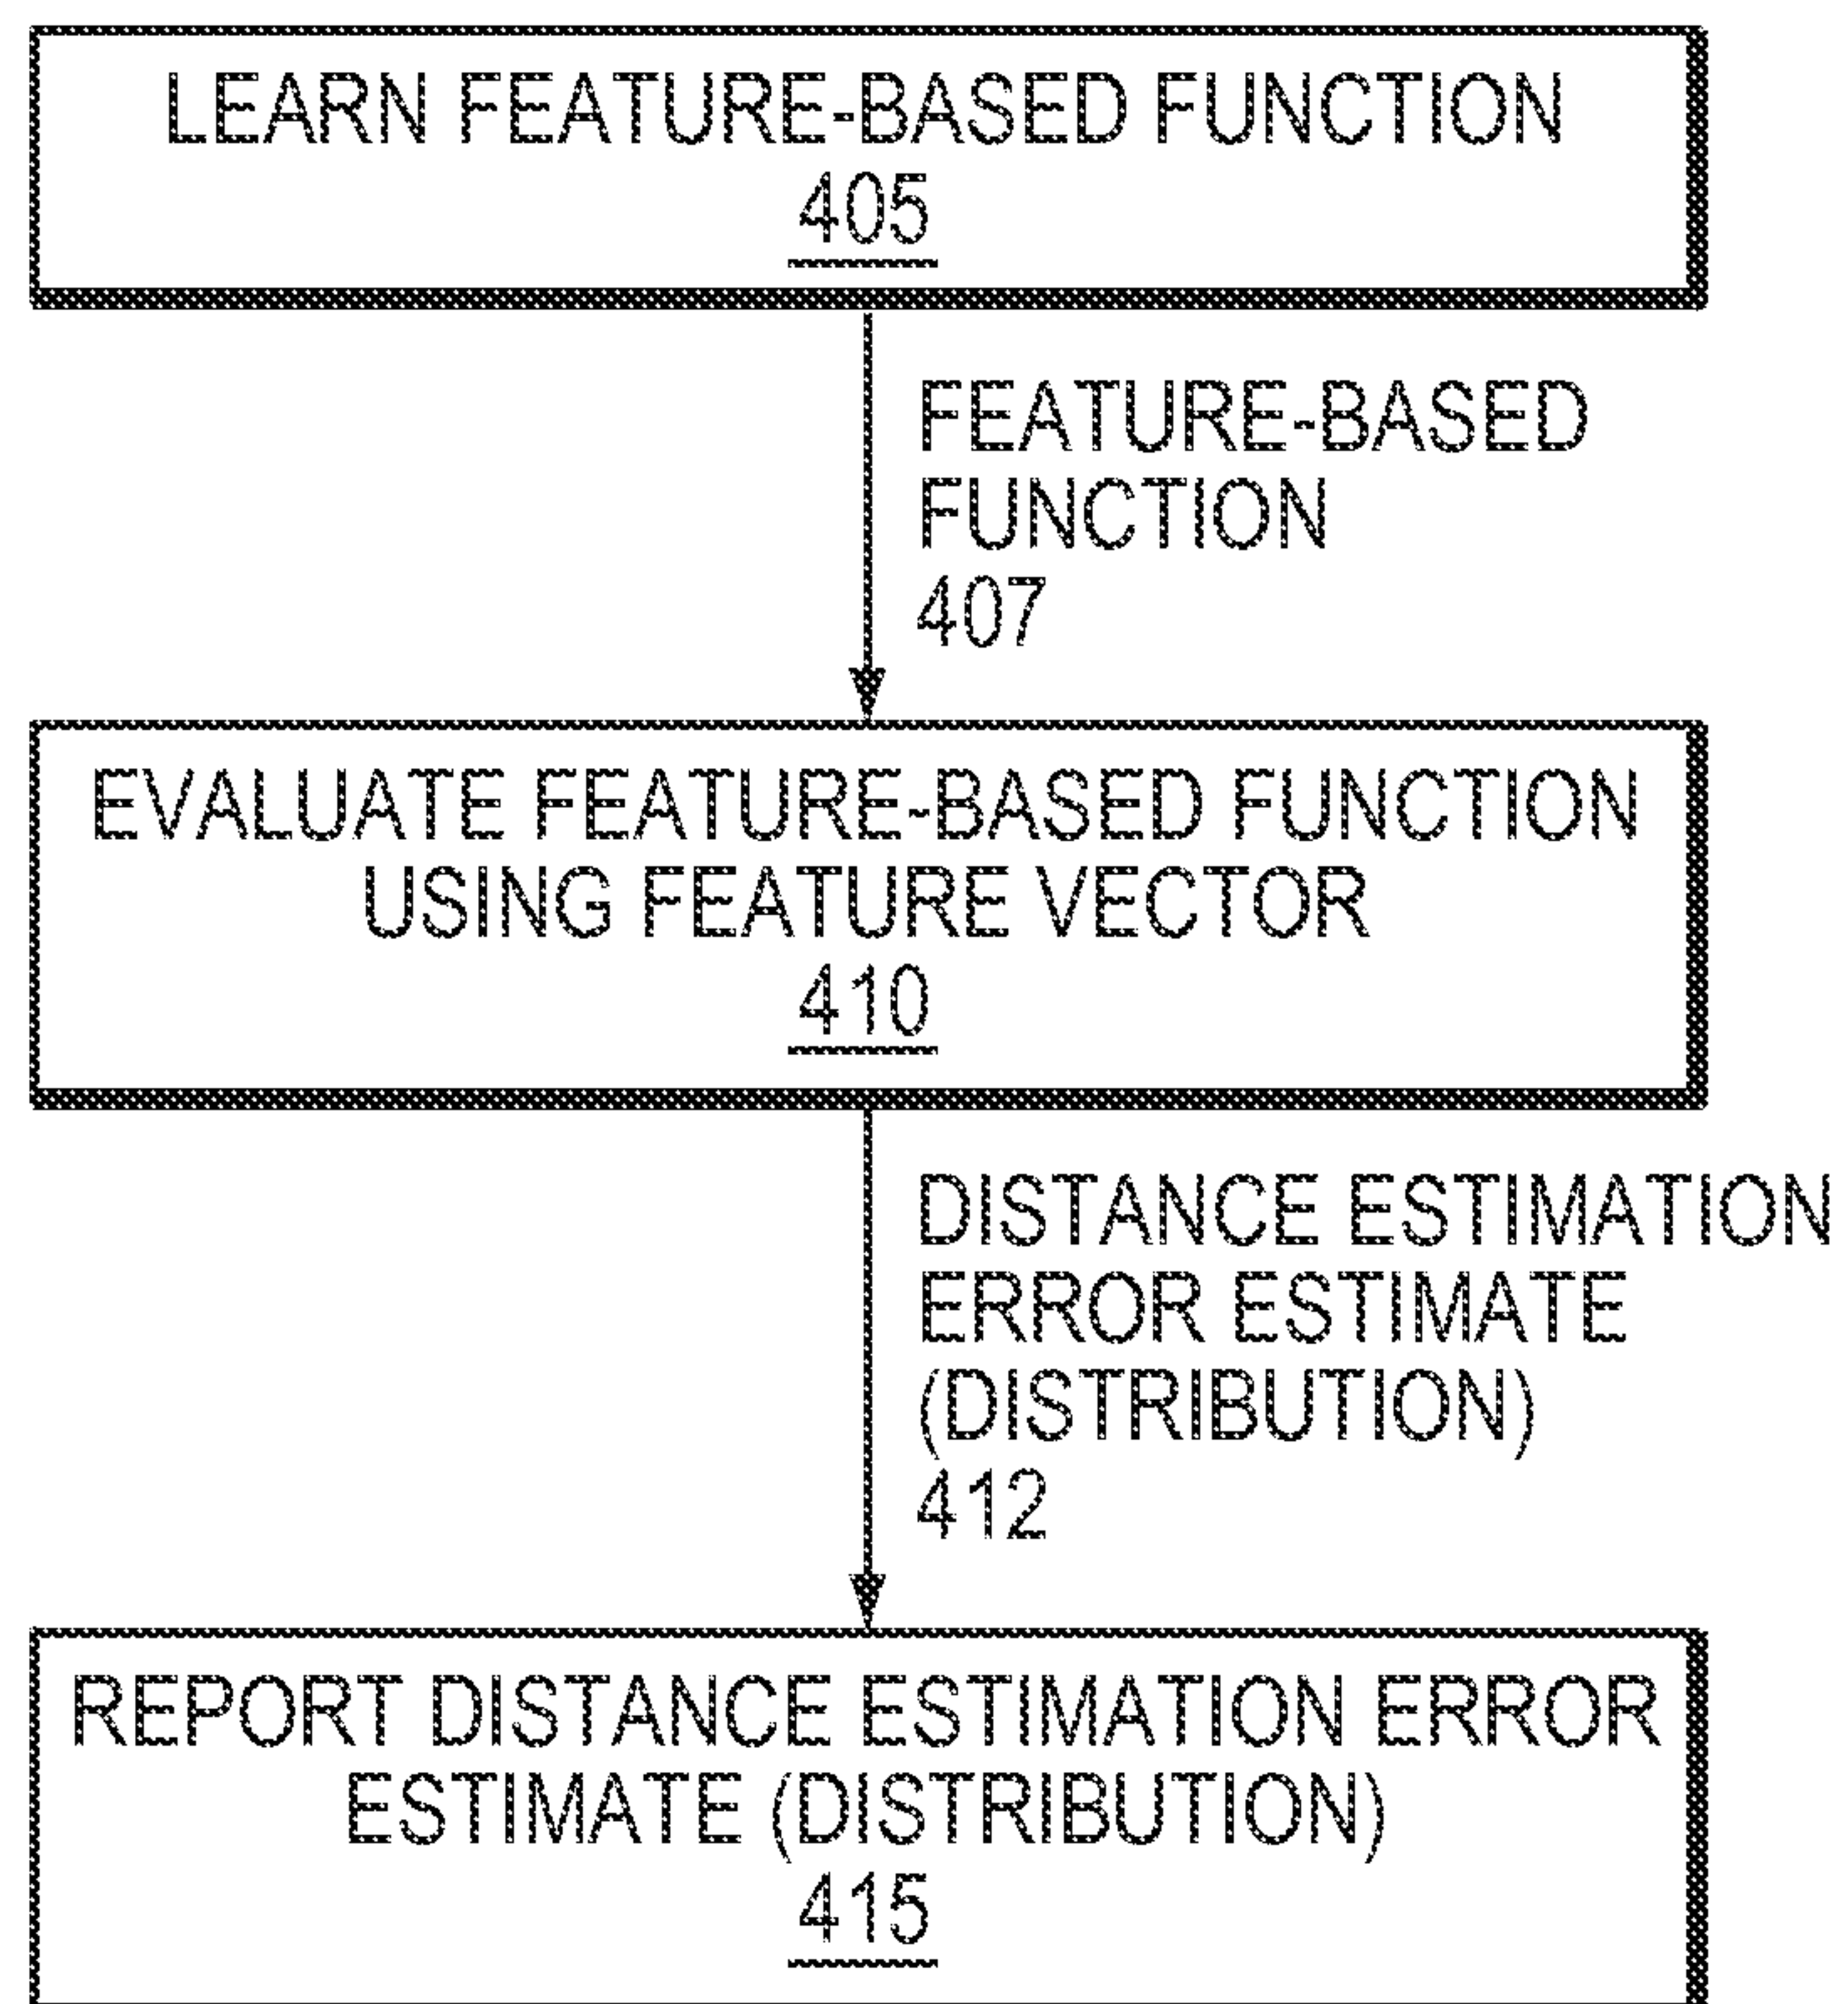 LEARN FEATURE-BASED FUNCTION
405
FEATURE-BASED
FUNCTION
407
EVALUATE FEATURE-BASED FUNCTION
USING FEATURE VECTOR
410
DISTANCE ESTIMATION
ERROR ESTIMATE
(DISTRIBUTION)
412
REPORT DISTANCE ESTIMATION ERROR
ESTIMATE (DISTRIBUTION)
415